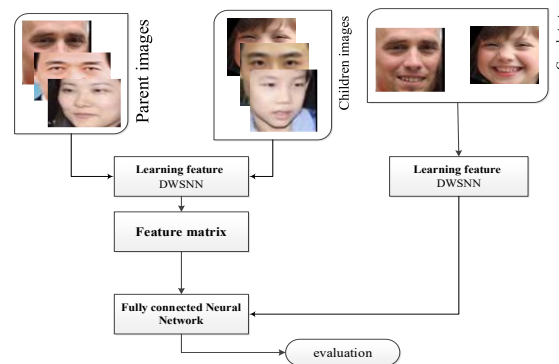 Parent images
Children images
Learning feature
DWSNN
Learning feature
DWSNN
Feature matrix
Fully connected Neural
Network
evaluation